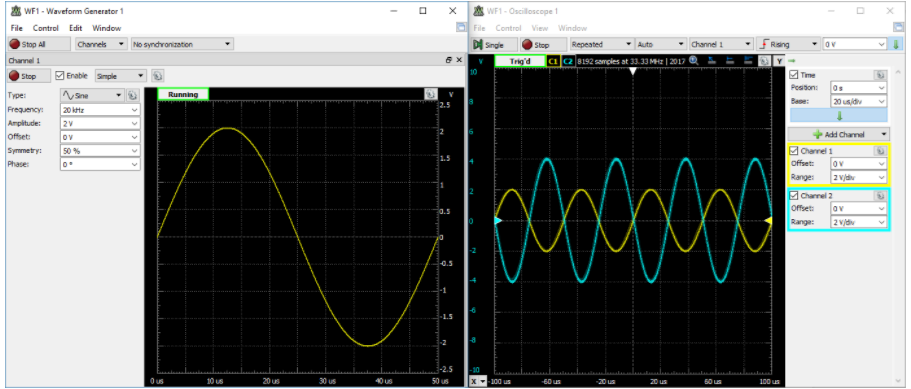 WF1 - Waveform Generator 1
File Control Edit Window
Stop All Channels No synchronization
Channel 1
Stop Enable Simple
Type: Sine
Frequency: 20 kHz
Amplitude: 2 V
Offset: 0 V
Symmetry: 50 %
Phase: 0 °
Running V
2.5
2
1.5
1
0.5
0
-0.5
-1
-1.5
-2
-2.5
0 us 10 us 20 us 30 us 40 us 50 us
WF1 - Oscilloscope 1
File Control View Window
Single Stop Repeated Auto Channel 1 Rising 0 V
V Trig'd C1 C2 8192 samples at 33.33 MHz | 2017 Y
10
8
6
4
2
0
-2
-4
-6
-8
-10
X -100 us -60 us -20 us 20 us 60 us 100 us
Time
Position: 0 s
Base: 20 us/div
Add Channel
Channel 1
Offset: 0 V
Range: 2 V/div
Channel 2
Offset: 0 V
Range: 2 V/div